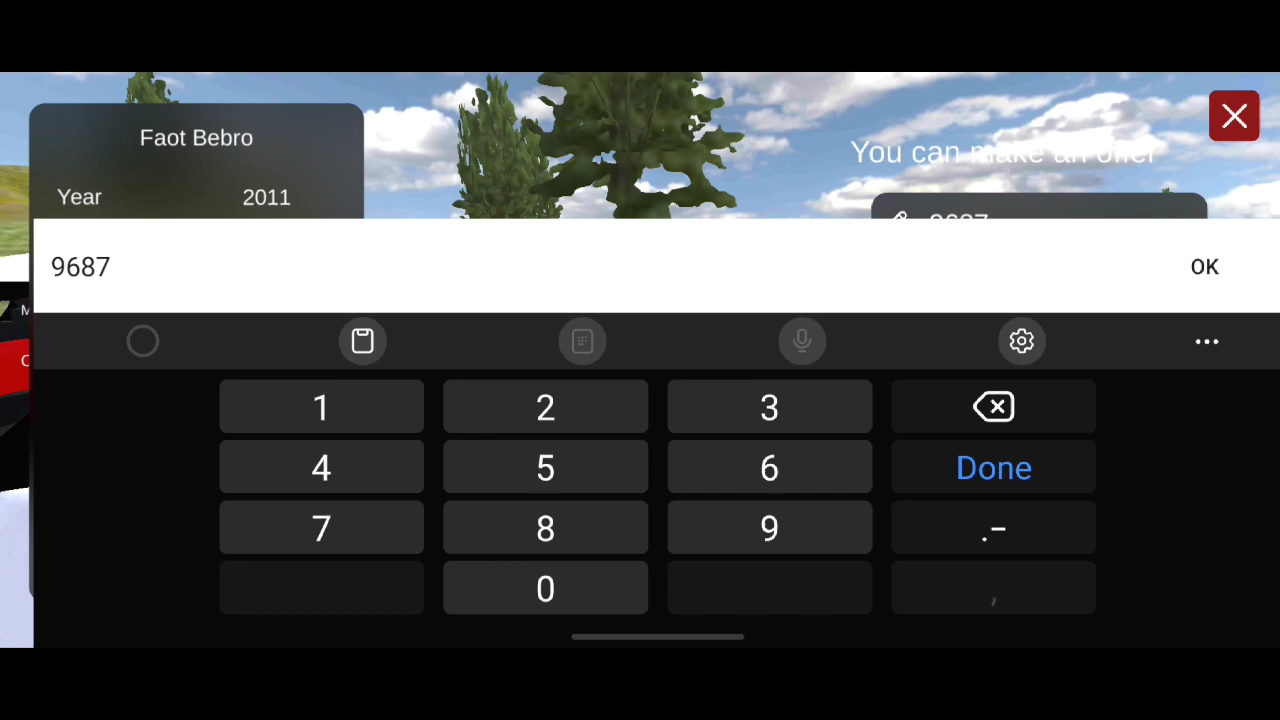 Faot Bebro
Year 2011
You can make an offer
9687
9687
OK
1 2 3
4 5 6 Done
7 8 9 .-
0 ,